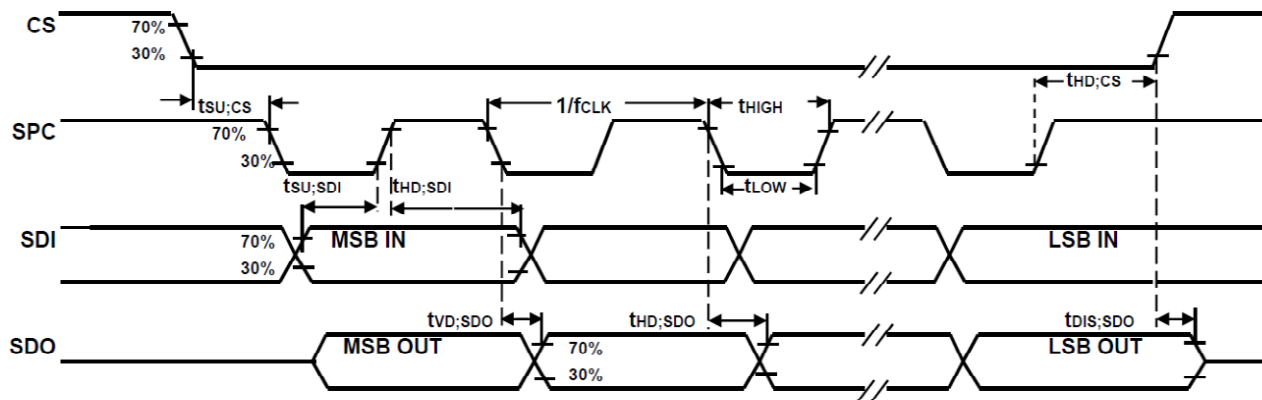 CS
70%
30%
tSU;CS
1/fCLK
tHIGH
tHD;CS
SPC
70%
30%
tLOW
tSU;SDI
tHD;SDI
SDI
70%
30%
MSB IN
LSB IN
tVD;SDO
tHD;SDO
tDIS;SDO
SDO
MSB OUT
70%
30%
LSB OUT